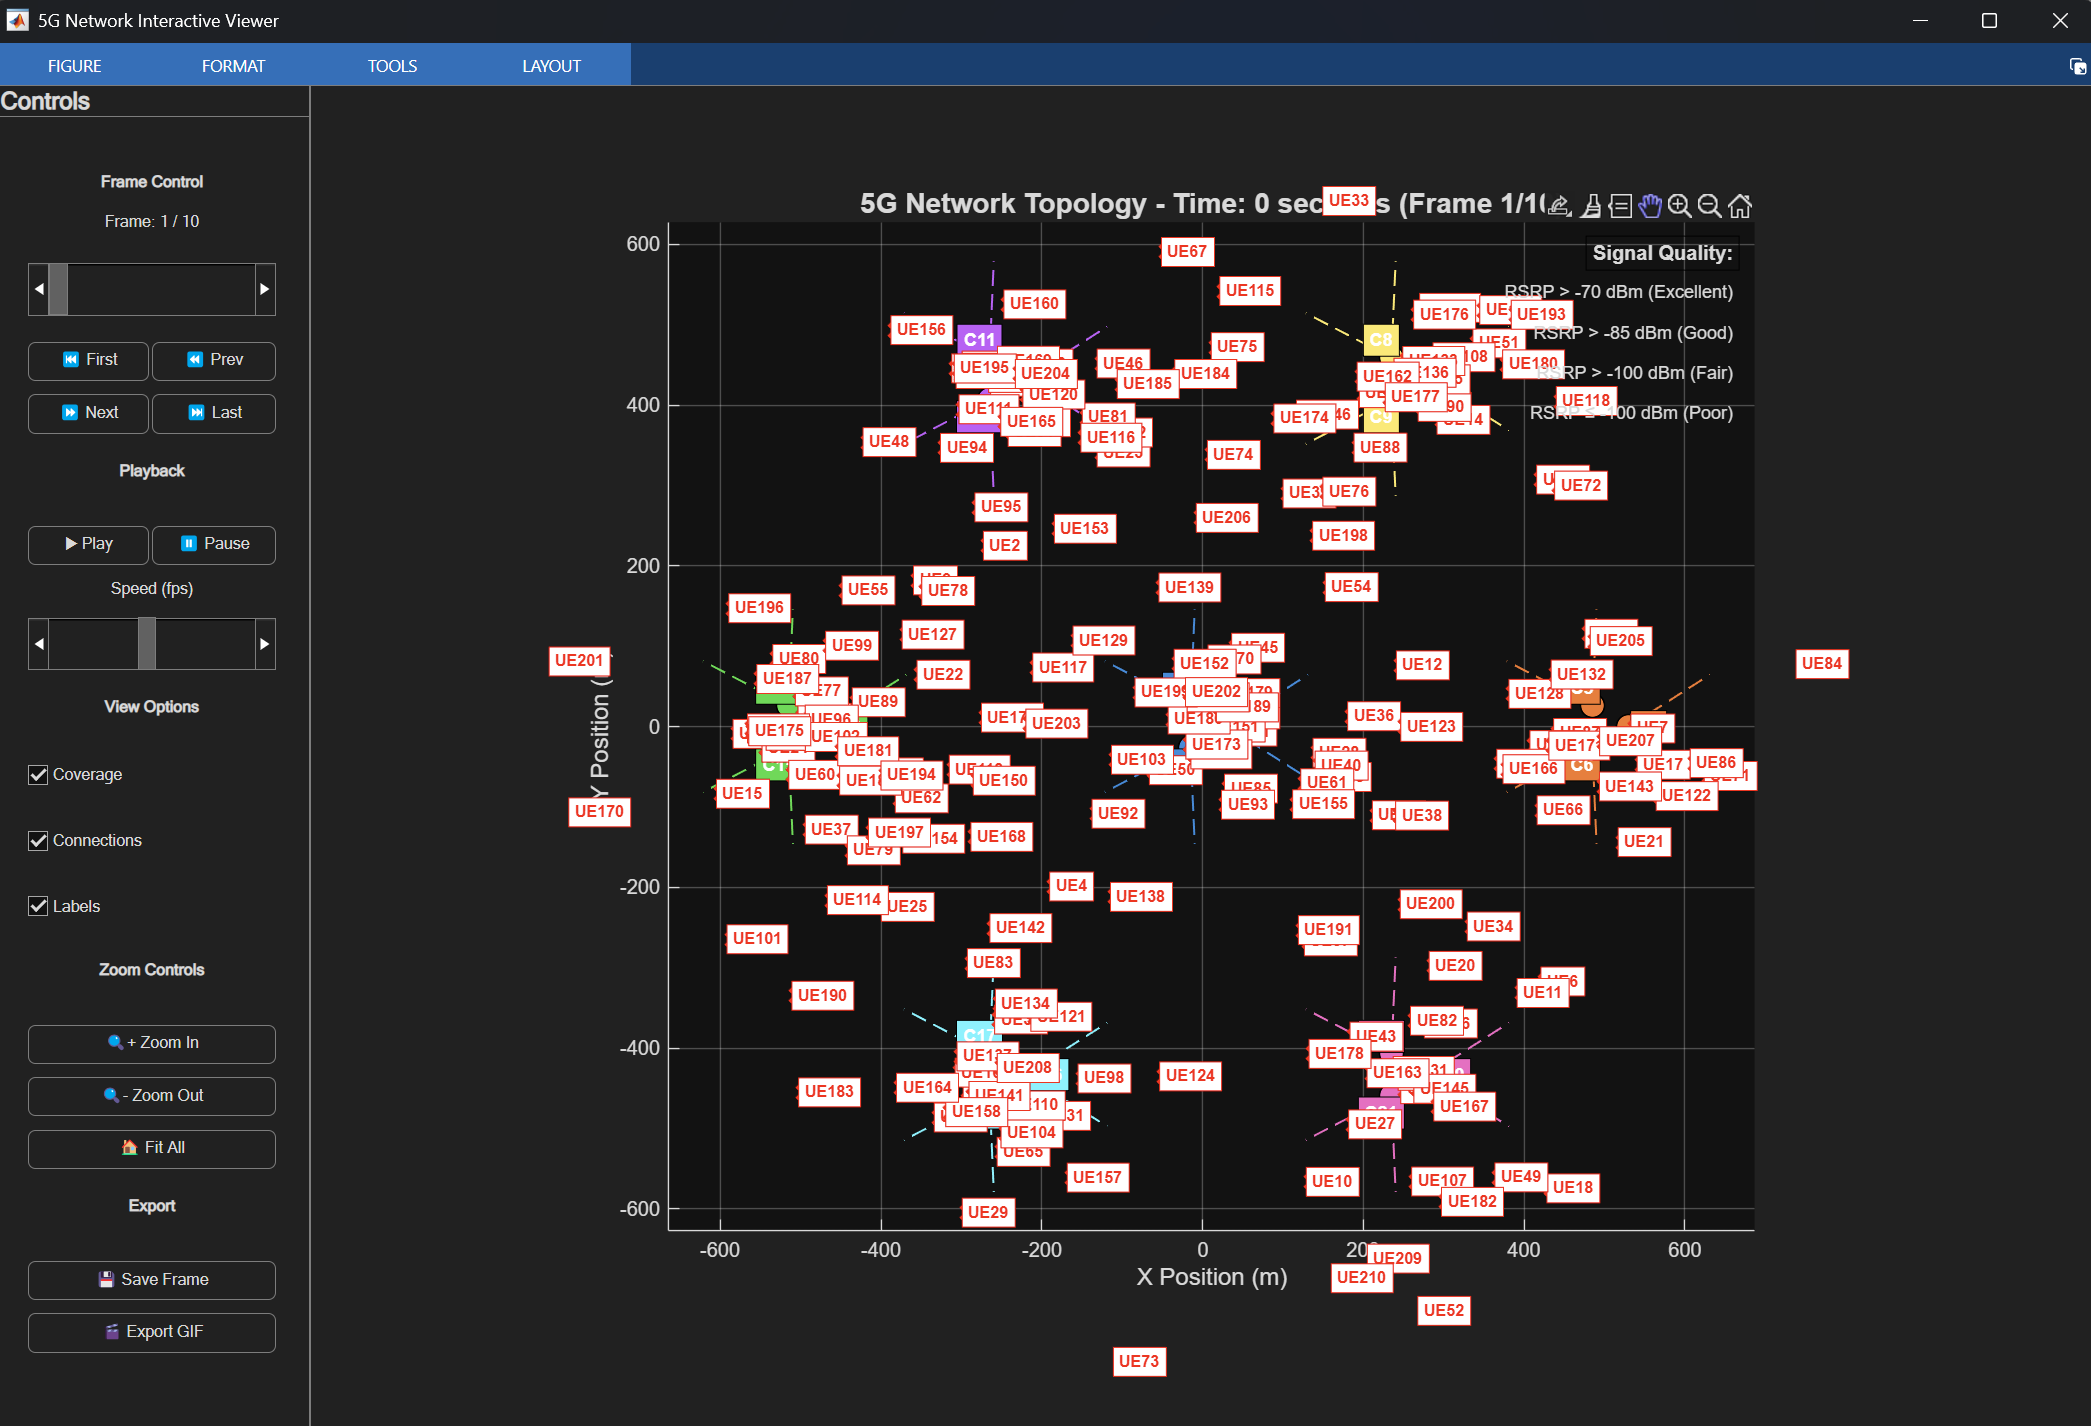 5G Network Interactive Viewer
FIGURE FORMAT TOOLS LAYOUT
Controls
Frame Control
Frame: 1 / 10
First Prev
Next Last
Playback
Play Pause
Speed (fps)
View Options
Coverage
Connections
Labels
Zoom Controls
+ Zoom In
- Zoom Out
Fit All
Export
Save Frame
Export GIF
5G Network Topology - Time: 0 sec s (Frame 1/10
UE33
Signal Quality:
RSRP > -70 dBm (Excellent)
RSRP > -85 dBm (Good)
RSRP > -100 dBm (Fair)
RSRP ≤ -100 dBm (Poor)
Y Position
600
400
200
0
-200
-400
-600
-600 -400 -200 0 200 400 600
X Position (m)
UE67
UE115
UE160
UE156
C11
UE195
UE204
UE120
UE111
UE165
UE48
UE94
UE46
UE185
UE184
UE75
UE81
UE116
UE74
UE95
UE153
UE2
UE206
C8
UE176
UE193
UE51
UE180
UE162
UE177
UE118
UE174
C9
UE88
UE76
UE72
UE198
UE54
UE139
UE55
UE78
UE196
UE127
UE99
UE129
UE80
UE201
UE187
UE22
UE117
UE89
UE175
UE96
UE203
UE181
UE60
UE194
UE62
UE150
UE15
UE170
UE37
UE197
UE79
UE168
UE152
UE202
UE173
UE103
UE92
UE93
UE12
UE36
UE123
UE40
UE61
UE155
UE38
UE205
UE84
UE132
UE128
UE7
UE207
UE166
C6
UE86
UE143
UE122
UE66
UE21
UE4
UE138
UE114
UE25
UE101
UE142
UE83
UE190
UE200
UE191
UE34
UE20
UE11
UE134
UE121
C17
UE137
UE208
UE98
UE124
UE183
UE164
UE141
UE158
UE104
UE65
UE157
UE29
UE82
UE43
UE178
UE163
UE145
UE167
UE27
UE10
UE107
UE49
UE18
UE182
UE209
UE210
UE52
UE73